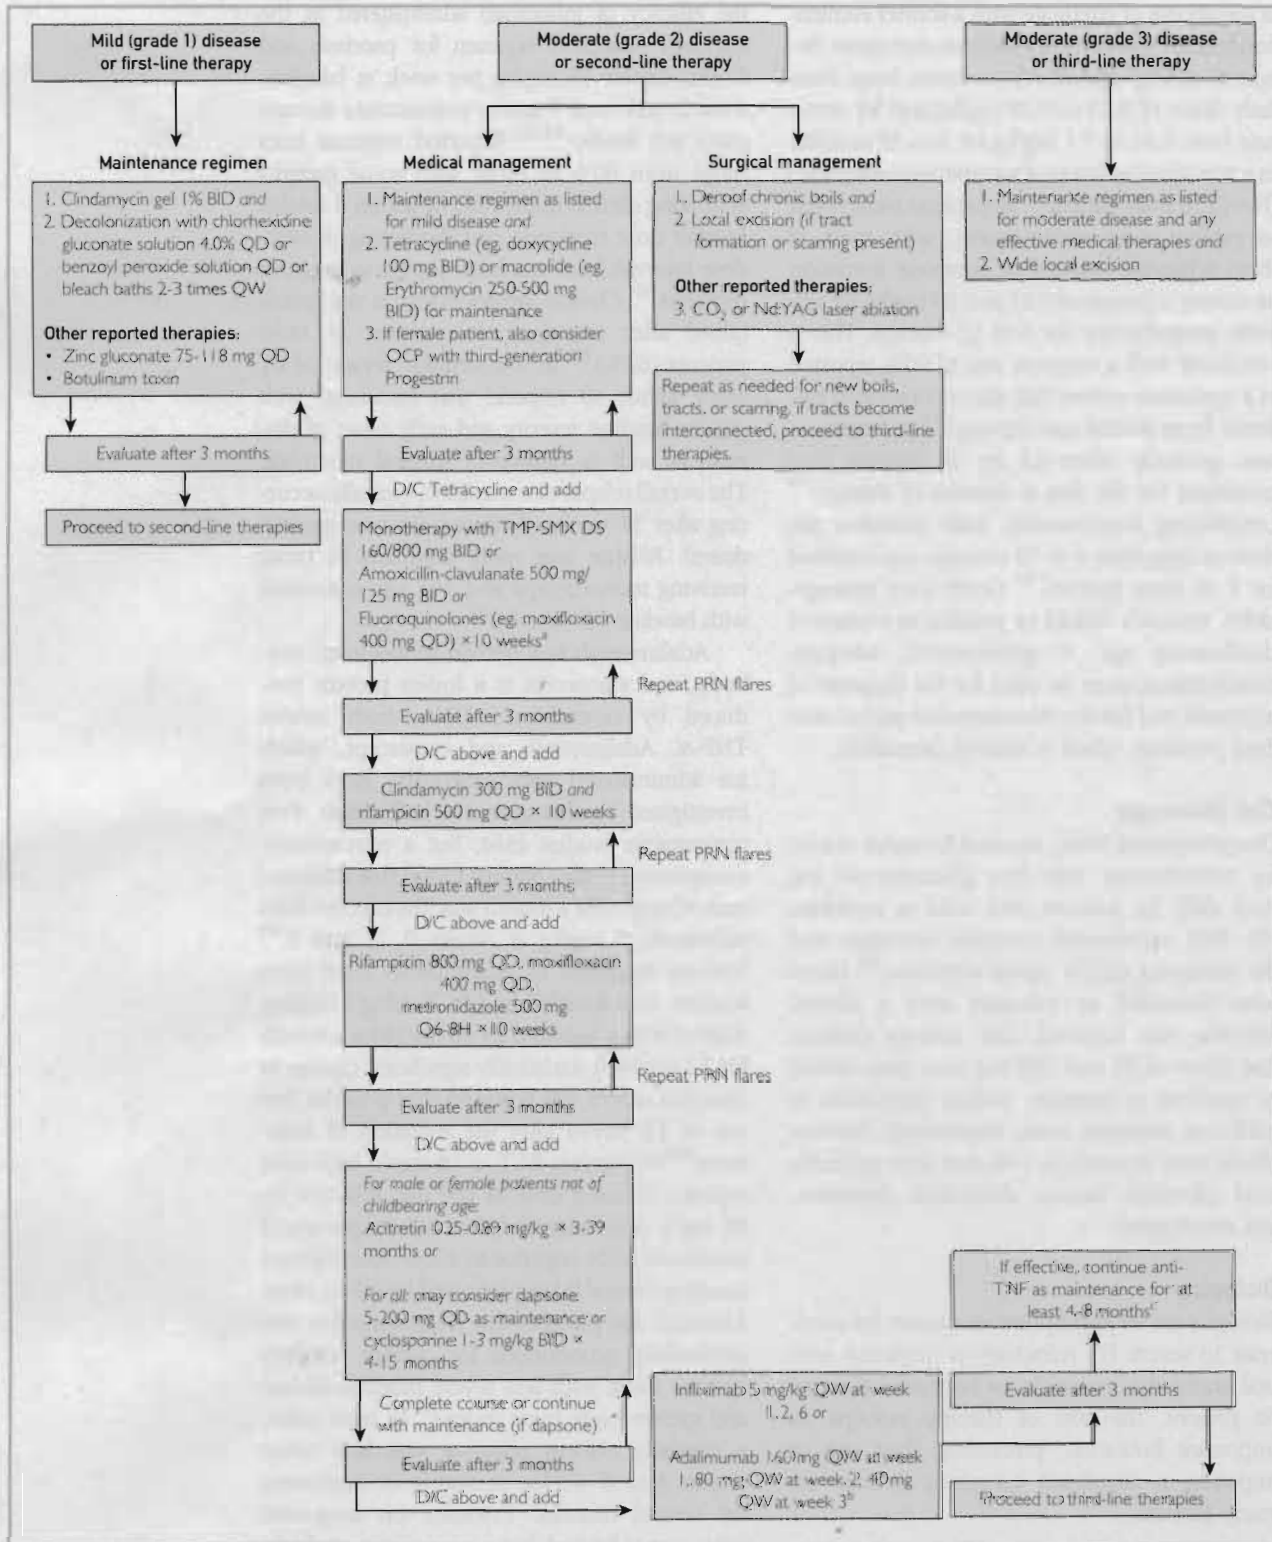 Mild (grade 1) disease
or first-line therapy
Moderate (grade 2) disease
or second-line therapy
Moderate (grade 3) disease
or third-line therapy
Maintenance regimen
1. Clindamycin gel 1% BID and
2. Decolonization with chlorhexidine
gluconate solution 4.0% QD or
benzoyl peroxide solution QD or
bleach baths 2-3 times QW
Other reported therapies:
• Zinc gluconate 75-118 mg QD
• Botulinum toxin
Evaluate after 3 months
Proceed to second-line therapies
Medical management
1. Maintenance regimen as listed
for mild disease and
2. Tetracycline (eg, doxycycline
100 mg BID) or macrolide (eg,
Erythromycin 250-500 mg
BID) for maintenance
3. If female patient, also consider
OCP with third-generation
Progestrin
Evaluate after 3 months
D/C Tetracycline and add
Monotherapy with TMP-SMX DS
160/800 mg BID or
Amoxicillin-clavulanate 500 mg/
125 mg BID or
Fluoroquinolones (eg, moxifloxacin
400 mg QD) × 10 weeksª
Repeat PRN flares
Evaluate after 3 months
D/C above and add
Clindamycin 300 mg BID and
rifampicin 500 mg QD × 10 weeks
Repeat PRN flares
Evaluate after 3 months
D/C above and add
Rifampicin 800 mg QD, moxifloxacin
400 mg QD,
metronidazole 500 mg
Q6-8H × 10 weeks
Repeat PRN flares
Evaluate after 3 months
D/C above and add
For male or female patients not of
childbearing age:
Acitretin 0.25-0.89 mg/kg × 3-39
months or
For all: may consider dapsone
5-200 mg QD as maintenance or
cyclosporine 1-3 mg/kg BID ×
4-15 months
Complete course or continue
with maintenance (if dapsone)
Evaluate after 3 months
D/C above and add
Surgical management
1. Deroof chronic boils and
2. Local excision (if tract
formation or scarring present)
Other reported therapies:
3. CO₂ or Nd:YAG laser ablation
Repeat as needed for new boils,
tracts, or scarring, if tracts become
interconnected, proceed to third-line
therapies.
1. Maintenance regimen as listed
for moderate disease and any
effective medical therapies and
2. Wide local excision
Infliximab 5 mg/kg QW at week
1, 2, 6 or
Adalimumab 160 mg QW at week
1, 80 mg QW at week 2, 40 mg
QW at week 3ᵇ
If effective, continue anti-
TNF as maintenance for at
least 4-8 monthsᶜ
Evaluate after 3 months
Proceed to third-line therapies